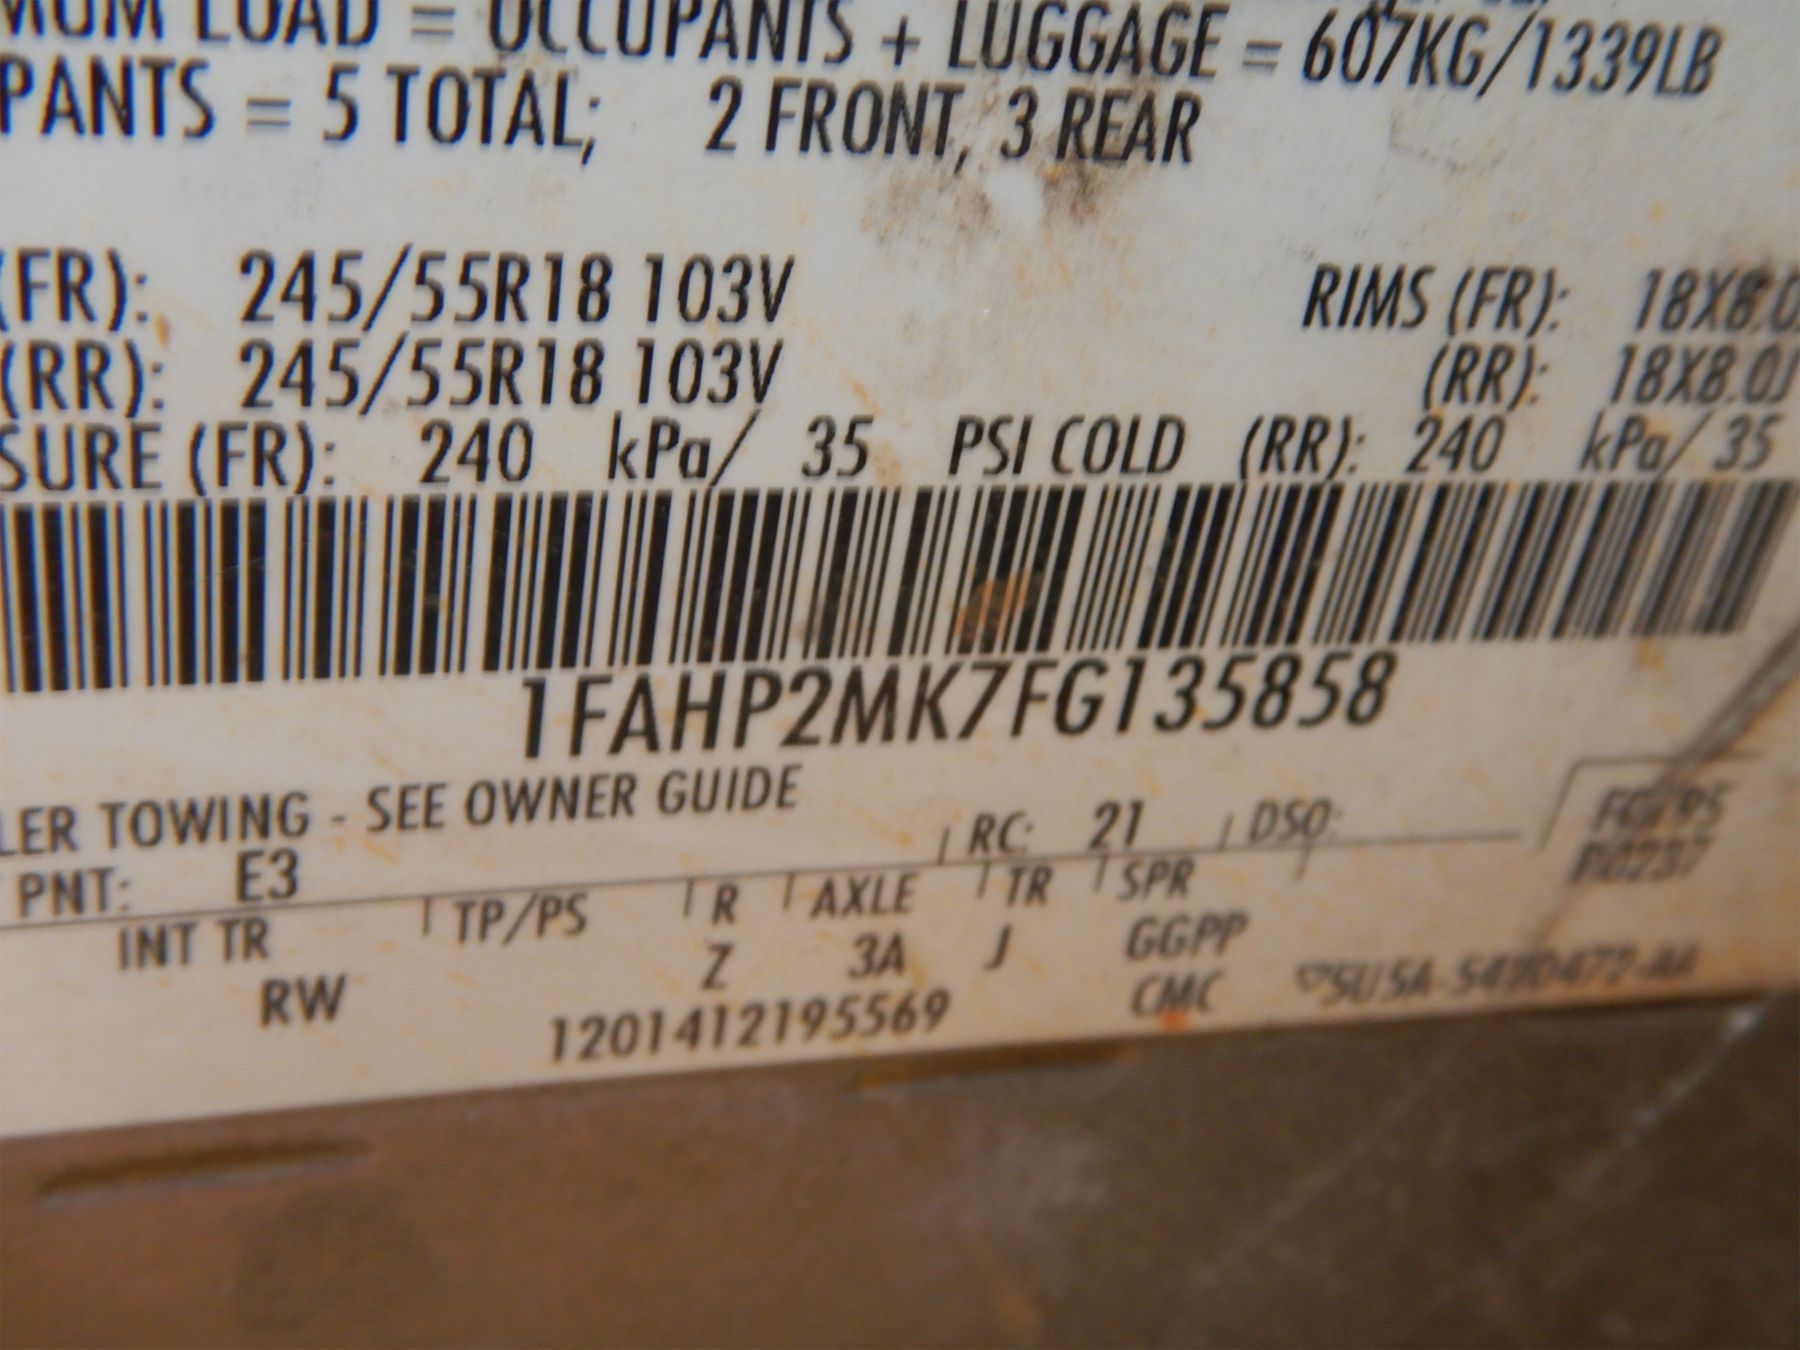 MUM LOAD = OCCUPANTS + LUGGAGE = 607KG/1339LB
PANTS = 5 TOTAL; 2 FRONT, 3 REAR
(FR): 245/55R18 103V RIMS (FR): 18X8.0J
(RR): 245/55R18 103V (RR): 18X8.0J
SURE (FR): 240 kPa/ 35 PSI COLD (RR): 240 kPa/ 35
1FAHP2MK7FG135858
LER TOWING - SEE OWNER GUIDE
PNT: E3 RC: 21 DSO:
INT TR TP/PS R AXLE TR SPR
RW Z 3A J GGPP
1201412195569 CMC